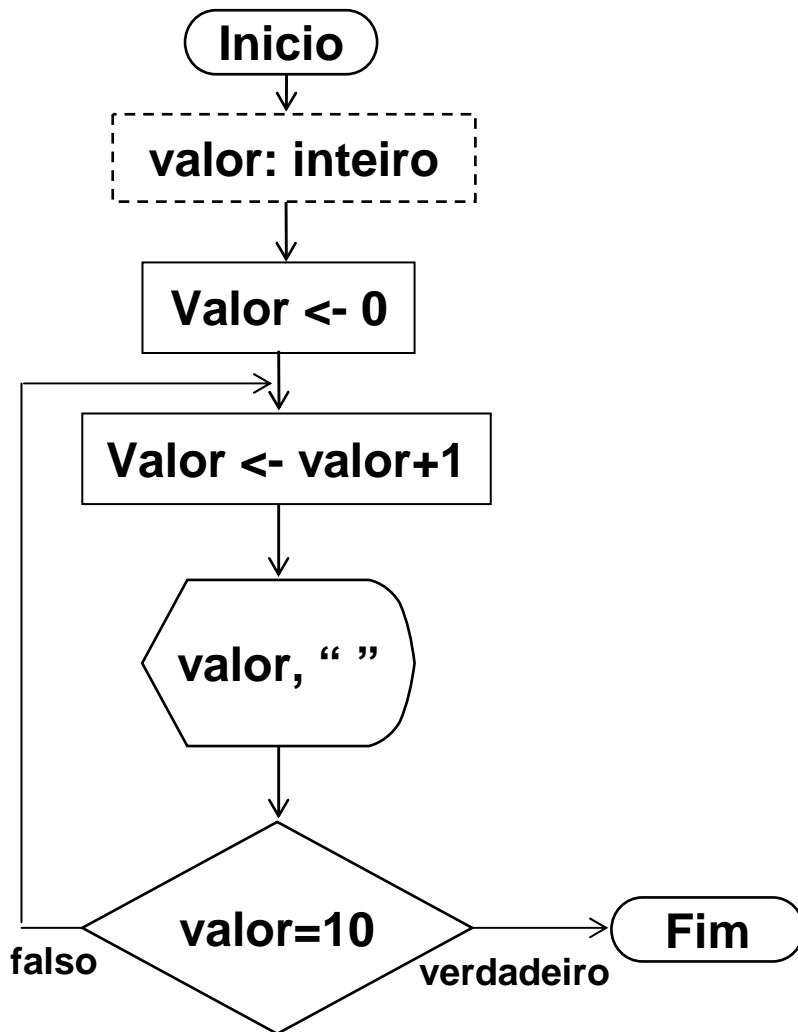 Inicio
valor: inteiro
Valor <- 0
Valor <- valor+1
valor, “ ”
valor=10
falso
verdadeiro
Fim